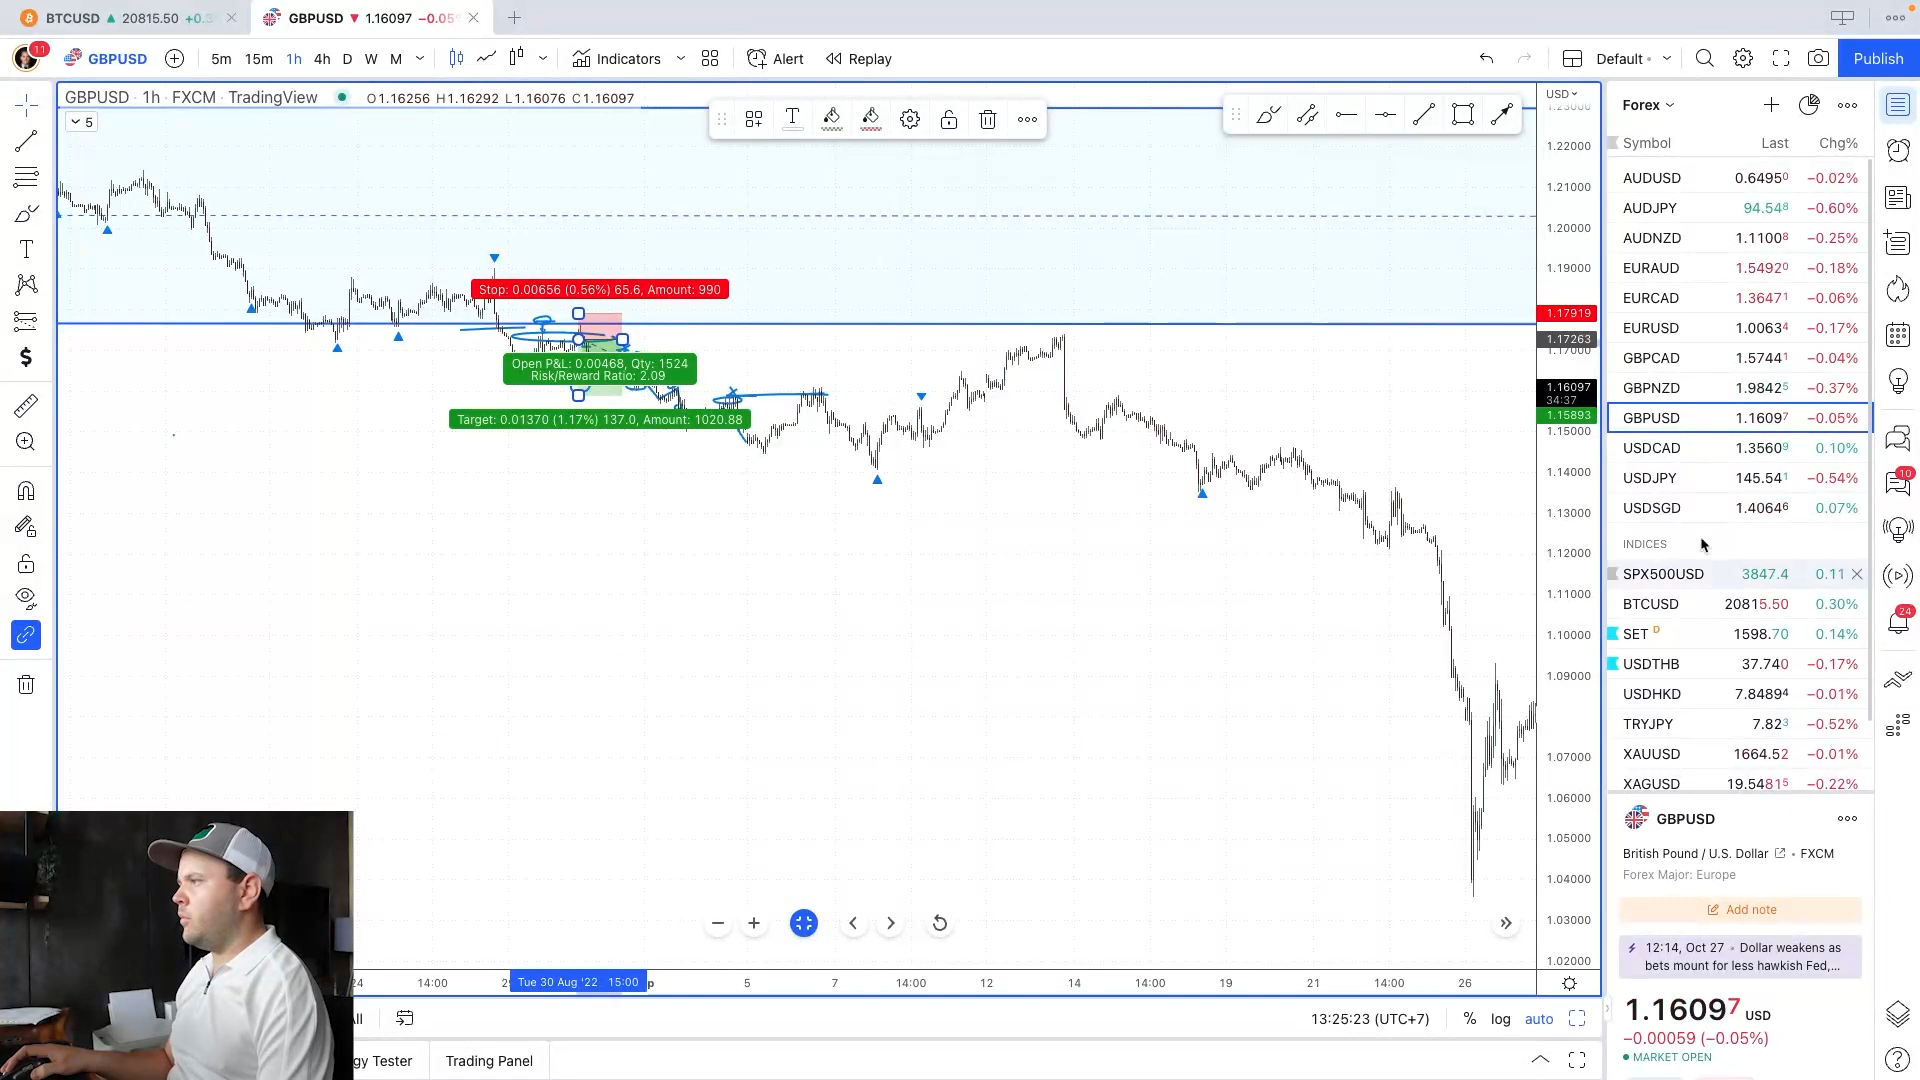 BTCUSD ▲ 20815.50
GBPUSD ▼ 1.16097 −0.05
11
GBPUSD
5m 15m 1h 4h D W M
Indicators
Alert
Replay
Default
Publish
GBPUSD · 1h · FXCM · TradingView
O1.16256 H1.16292 L1.16076 C1.16097
5
Stop: 0.00656 (0.56%) 65.6, Amount: 990
Open P&L: 0.00468, Qty: 1524
Risk/Reward Ratio: 2.09
Target: 0.01370 (1.17%) 137.0, Amount: 1020.88
USD
1.23000
1.22000
1.21000
1.20000
1.19000
1.17919
1.17263
1.17000
1.16097
34:37
1.15893
1.15000
1.14000
1.13000
1.12000
1.11000
1.10000
1.09000
1.07000
1.06000
1.05000
1.04000
1.03000
1.02000
24 14:00 Tue 30 Aug '22 15:00 5 7 14:00 12 14 14:00 19 21 14:00 26
13:25:23 (UTC+7)
% log auto
Trading Panel
Forex
Symbol Last Chg%
AUDUSD 0.64950 −0.02%
AUDJPY 94.548 −0.60%
AUDNZD 1.11008 −0.25%
EURAUD 1.54920 −0.18%
EURCAD 1.36471 −0.06%
EURUSD 1.00634 −0.17%
GBPCAD 1.57441 −0.04%
GBPNZD 1.98425 −0.37%
GBPUSD 1.16097 −0.05%
USDCAD 1.35609 0.10%
USDJPY 145.541 −0.54%
USDSGD 1.40646 0.07%
INDICES
SPX500USD 3847.4 0.11
BTCUSD 20815.50 0.30%
SET D 1598.70 0.14%
USDTHB 37.740 −0.17%
USDHKD 7.84894 −0.01%
TRYJPY 7.823 −0.52%
XAUUSD 1664.52 −0.01%
XAGUSD 19.54815 −0.22%
GBPUSD
British Pound / U.S. Dollar • FXCM
Forex Major: Europe
Add note
12:14, Oct 27 • Dollar weakens as
bets mount for less hawkish Fed,...
1.16097 USD
−0.00059 (−0.05%)
MARKET OPEN
10
24